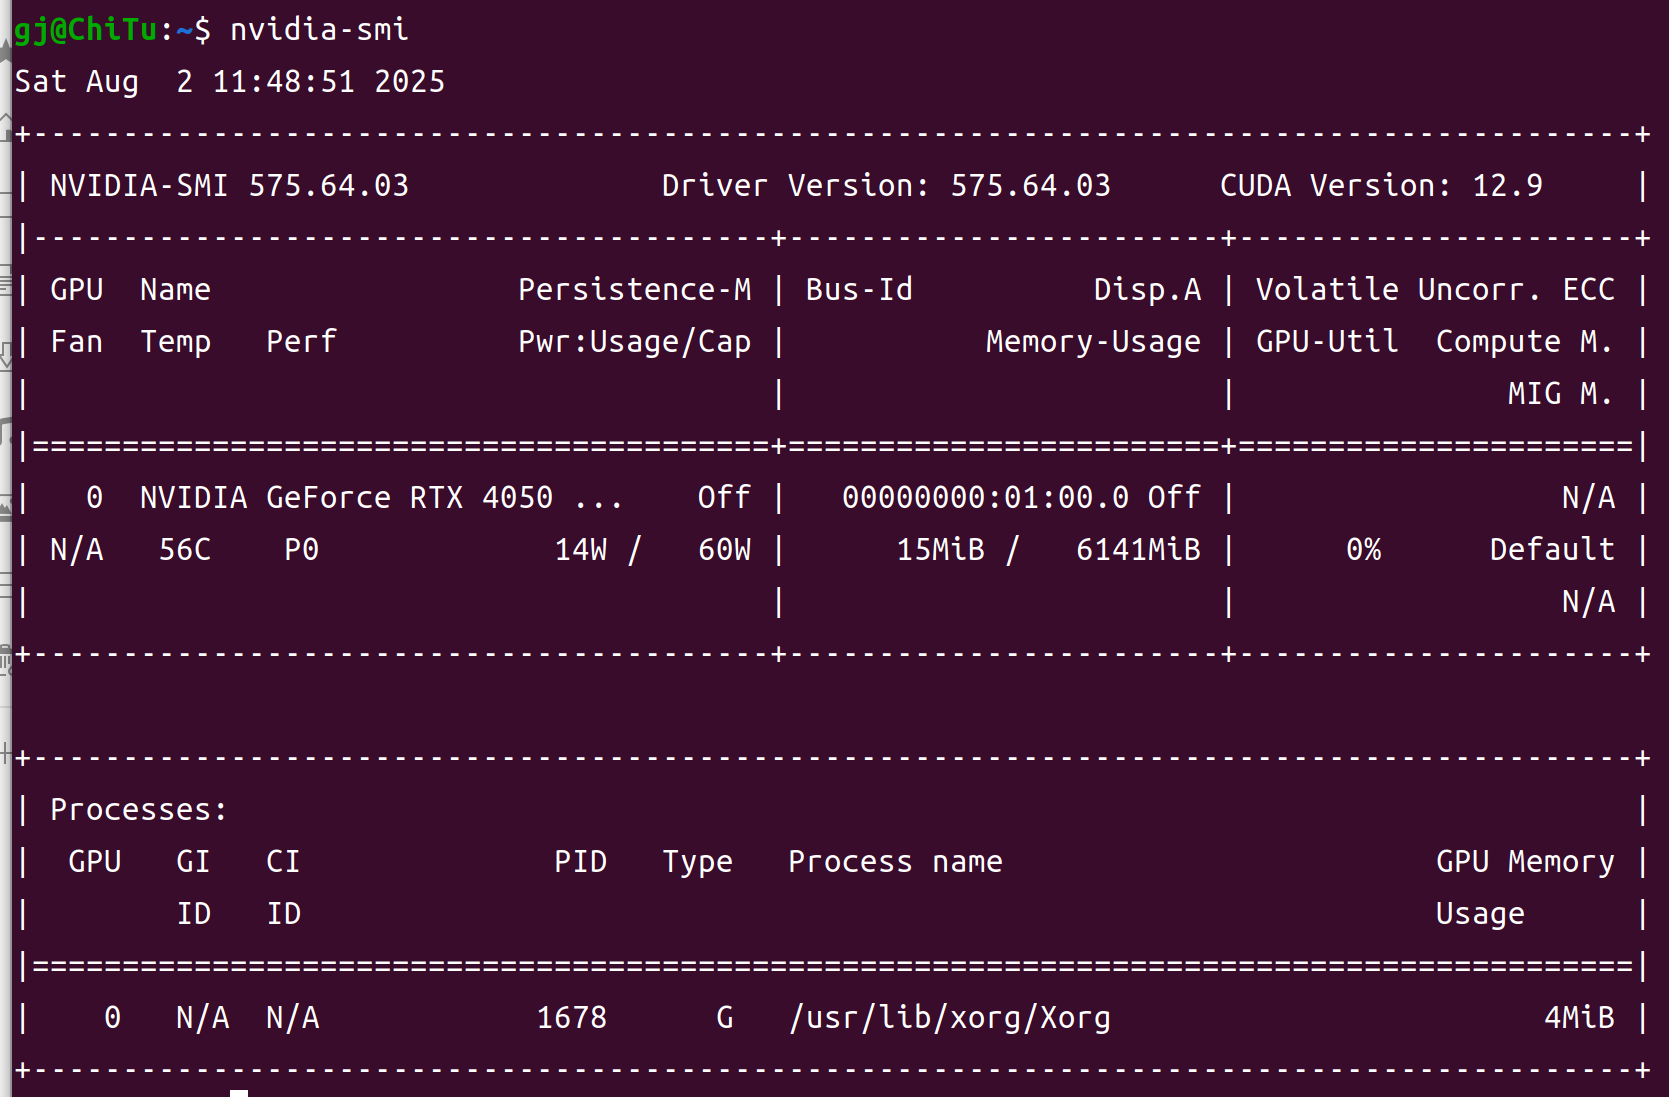 gj@ChiTu:~$ nvidia-smi
Sat Aug  2 11:48:51 2025
+-----------------------------------------------------------------------------------------+
| NVIDIA-SMI 575.64.03              Driver Version: 575.64.03      CUDA Version: 12.9     |
|-----------------------------------------+------------------------+----------------------+
| GPU  Name                 Persistence-M | Bus-Id          Disp.A | Volatile Uncorr. ECC |
| Fan  Temp   Perf          Pwr:Usage/Cap |           Memory-Usage | GPU-Util  Compute M. |
|                                         |                        |               MIG M. |
|=========================================+========================+======================|
|   0  NVIDIA GeForce RTX 4050 ...    Off |   00000000:01:00.0 Off |                  N/A |
| N/A   56C    P0             14W /   60W |      15MiB /   6141MiB |      0%      Default |
|                                         |                        |                  N/A |
+-----------------------------------------+------------------------+----------------------+

+-----------------------------------------------------------------------------------------+
| Processes:                                                                              |
|  GPU   GI   CI              PID   Type   Process name                        GPU Memory |
|        ID   ID                                                               Usage      |
|=========================================================================================|
|    0   N/A  N/A            1678      G   /usr/lib/xorg/Xorg                        4MiB |
+-----------------------------------------------------------------------------------------+